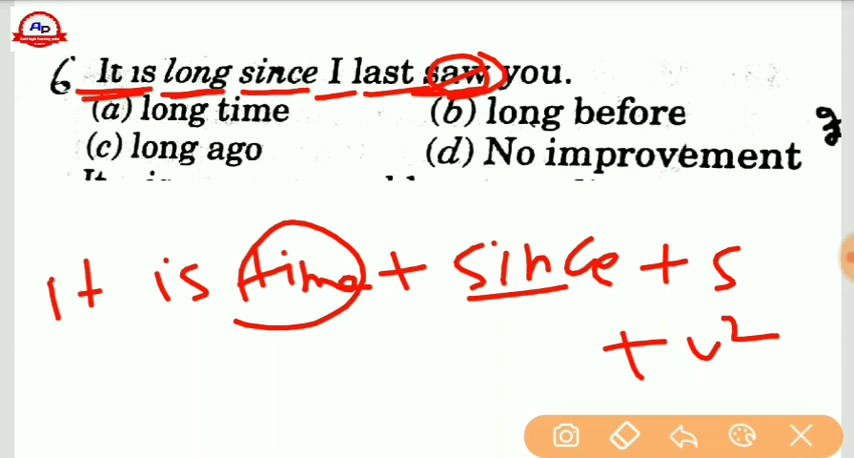 AP
6 It is long since I last saw you.
(a) long time (b) long before
(c) long ago (d) No improvement
It is time + since + s
+ v2